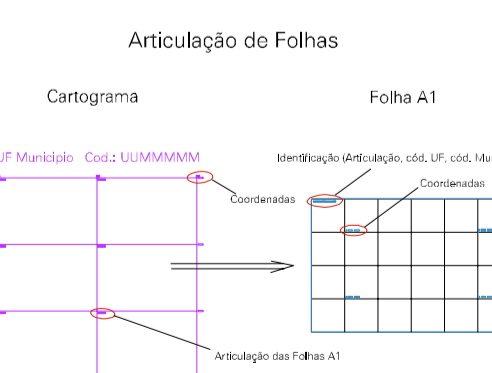 Articulação de Folhas
Cartograma
Folha A1
UF Municipio Cod.: UUMMMMM
Identificação (Articulação, cód. UF, cód. Mu
Coordenadas
Coordenadas
Articulação das Folhas A1